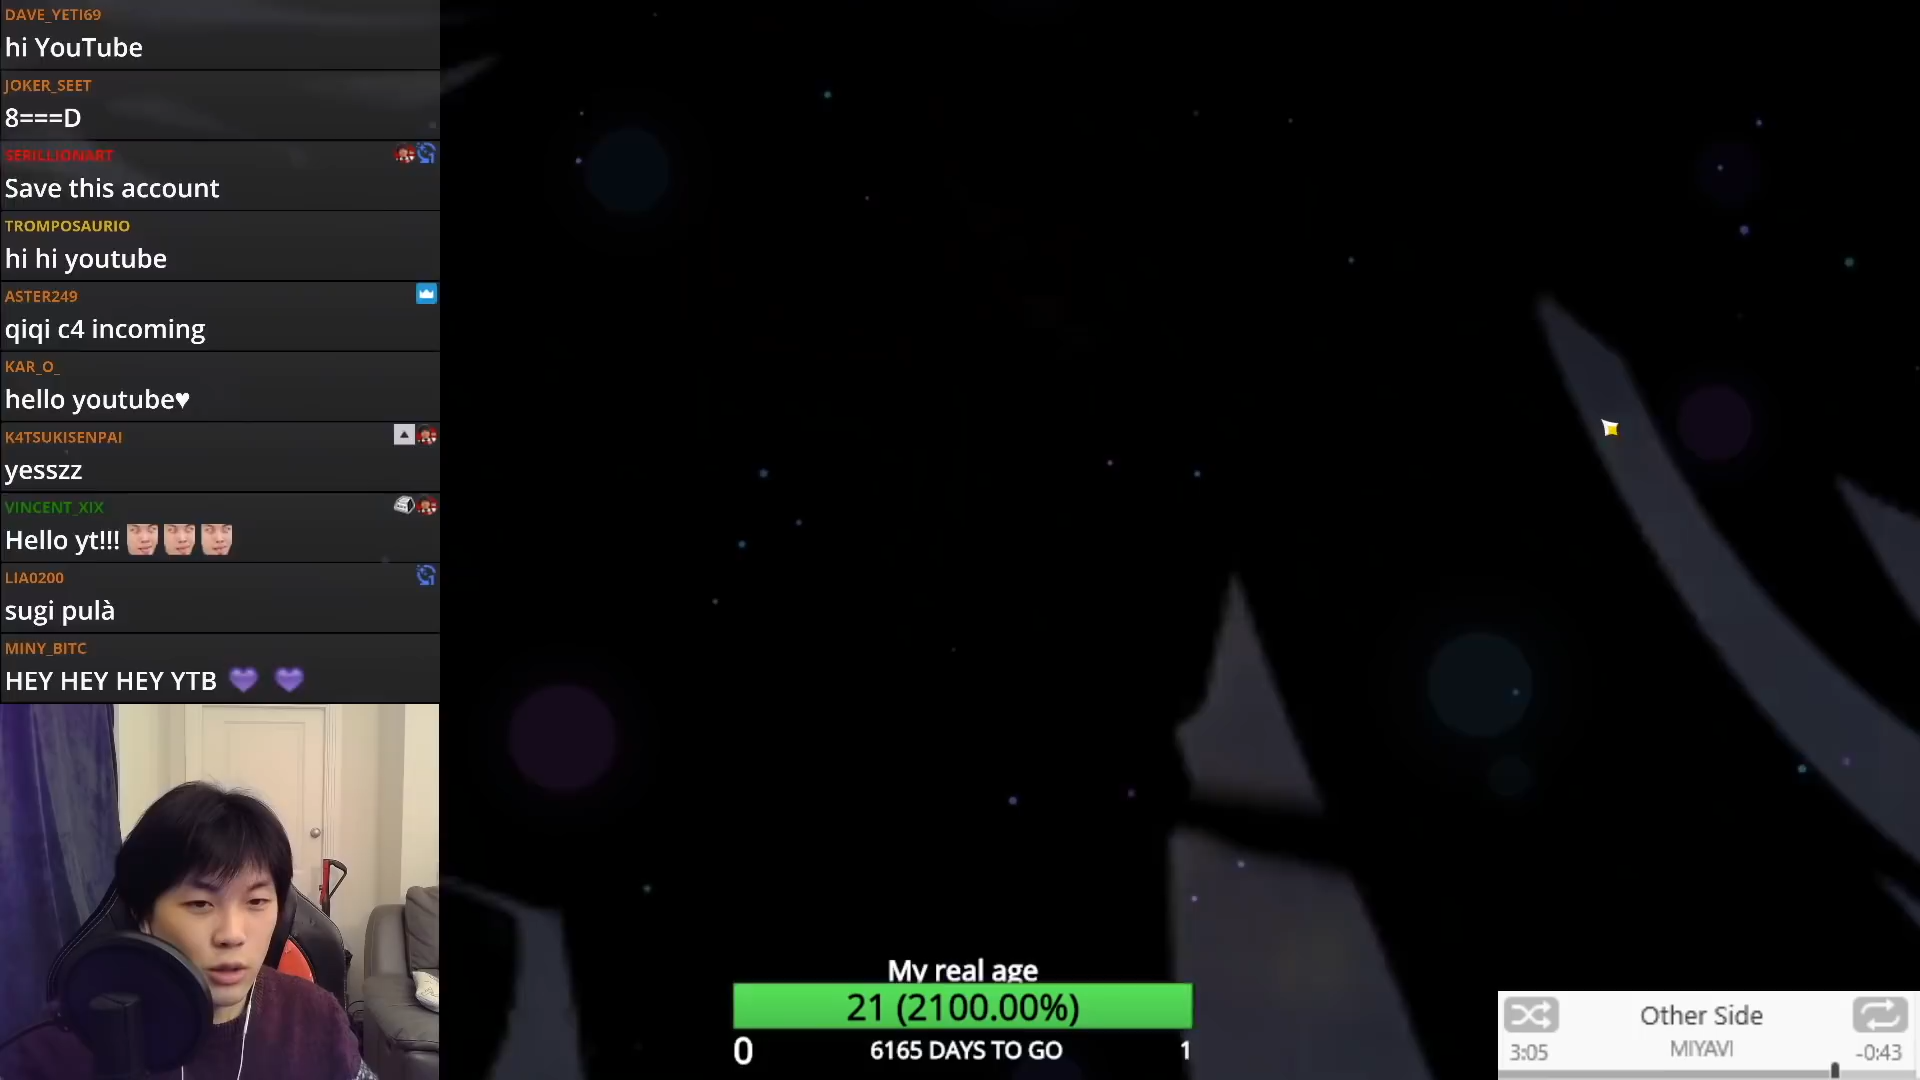 DAVE_YETI69
hi YouTube
JOKER_SEET
8===D
SERILLIONART
Save this account
TROMPOSAURIO
hi hi youtube
ASTER249
qiqi c4 incoming
KAR_O_
hello youtube♥
K4TSUKISENPAI
yesszz
VINCENT_XIX
Hello yt!!!
LIA0200
sugi pulà
MINY_BITC
HEY HEY HEY YTB 💜 💜
My real age
21 (2100.00%)
0
6165 DAYS TO GO
1
Other Side
MIYAVI
3:05
-0:43